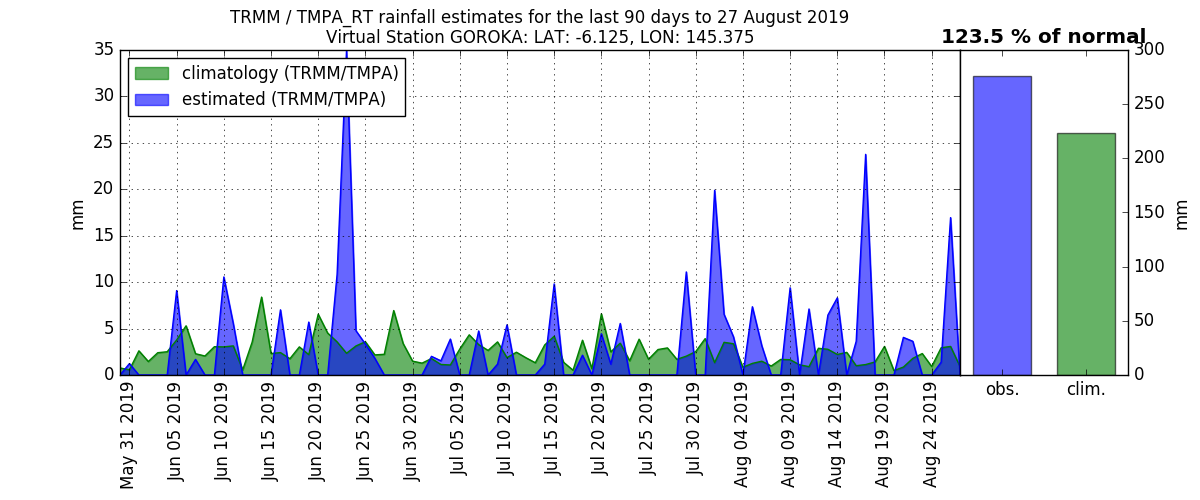 TRMM / TMPA_RT rainfall estimates for the last 90 days to 27 August 2019
Virtual Station GOROKA: LAT: -6.125, LON: 145.375
123.5 % of normal
climatology (TRMM/TMPA)
estimated (TRMM/TMPA)
35
30
25
20
15
10
5
0
mm
300
250
200
150
100
50
0
mm
May 31 2019
Jun 05 2019
Jun 10 2019
Jun 15 2019
Jun 20 2019
Jun 25 2019
Jun 30 2019
Jul 05 2019
Jul 10 2019
Jul 15 2019
Jul 20 2019
Jul 25 2019
Jul 30 2019
Aug 04 2019
Aug 09 2019
Aug 14 2019
Aug 19 2019
Aug 24 2019
obs.
clim.